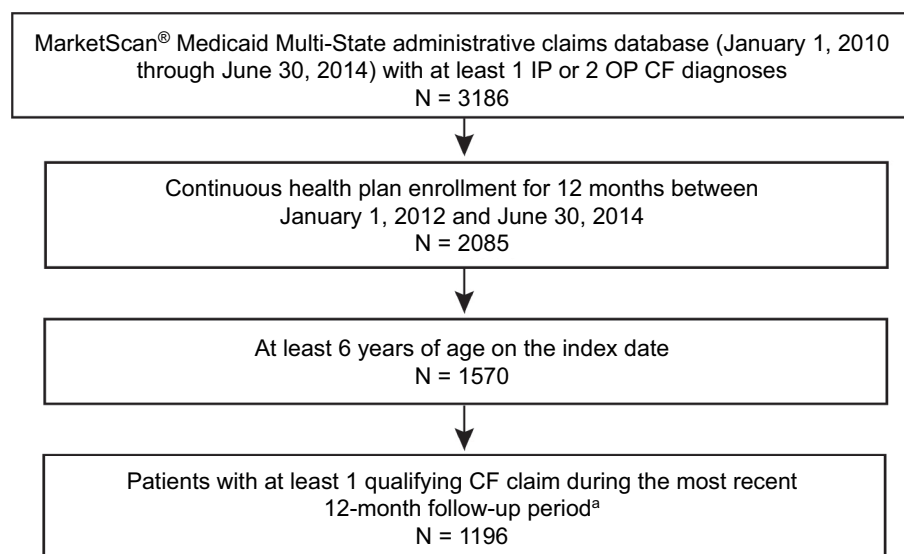 MarketScan® Medicaid Multi-State administrative claims database (January 1, 2010
through June 30, 2014) with at least 1 IP or 2 OP CF diagnoses
N = 3186
Continuous health plan enrollment for 12 months between
January 1, 2012 and June 30, 2014
N = 2085
At least 6 years of age on the index date
N = 1570
Patients with at least 1 qualifying CF claim during the most recent
12-month follow-up periodᵃ
N = 1196